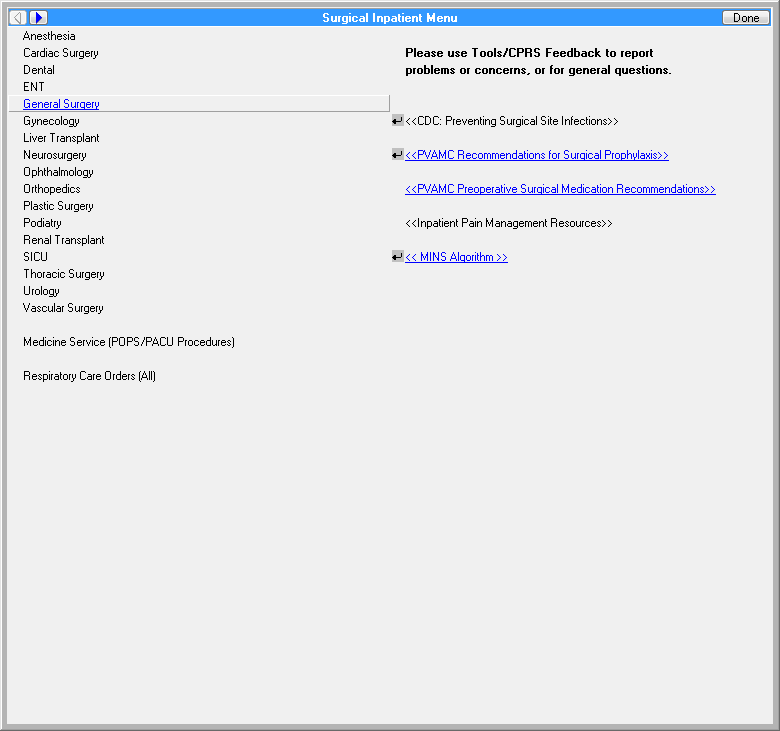 Surgical Inpatient Menu
Done
Anesthesia
Cardiac Surgery
Dental
ENT
General Surgery
Gynecology
Liver Transplant
Neurosurgery
Ophthalmology
Orthopedics
Plastic Surgery
Podiatry
Renal Transplant
SICU
Thoracic Surgery
Urology
Vascular Surgery
Medicine Service (POPS/PACU Procedures)
Respiratory Care Orders (All)
Please use Tools/CPRS Feedback to report
problems or concerns, or for general questions.
<<CDC: Preventing Surgical Site Infections>>
<<PVAMC Recommendations for Surgical Prophylaxis>>
<<PVAMC Preoperative Surgical Medication Recommendations>>
<<Inpatient Pain Management Resources>>
<< MINS Algorithm >>